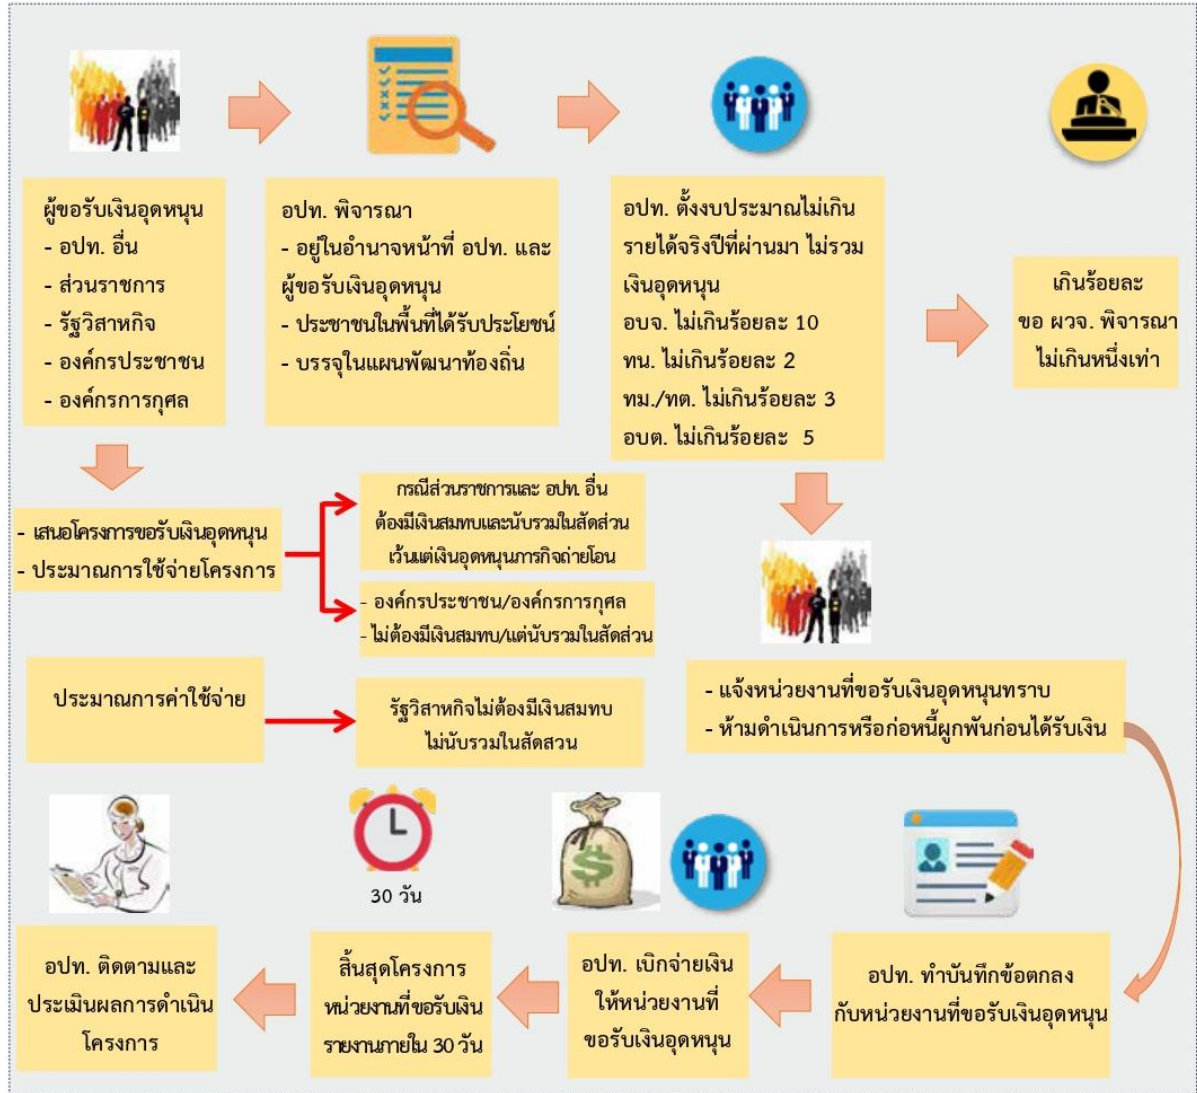 ผู้ขอรับเงินอุดหนุน
- อปท. อื่น
- ส่วนราชการ
- รัฐวิสาหกิจ
- องค์กรประชาชน
- องค์กรการกุศล
อปท. พิจารณา
- อยู่ในอำนาจหน้าที่ อปท. และ
ผู้ขอรับเงินอุดหนุน
- ประชาชนในพื้นที่ได้รับประโยชน์
- บรรจุในแผนพัฒนาท้องถิ่น
อปท. ตั้งงบประมาณไม่เกิน
รายได้จริงปีที่ผ่านมา ไม่รวม
เงินอุดหนุน
อบจ. ไม่เกินร้อยละ 10
ทน. ไม่เกินร้อยละ 2
ทม./ทต. ไม่เกินร้อยละ 3
อบต. ไม่เกินร้อยละ 5
เกินร้อยละ
ขอ ผวจ. พิจารณา
ไม่เกินหนึ่งเท่า
- เสนอโครงการขอรับเงินอุดหนุน
- ประมาณการใช้จ่ายโครงการ
กรณีส่วนราชการและ อปท. อื่น
ต้องมีเงินสมทบและนับรวมในสัดส่วน
เว้นแต่เงินอุดหนุนภารกิจถ่ายโอน
- องค์กรประชาชน/องค์กรการกุศล
- ไม่ต้องมีเงินสมทบ/แต่นับรวมในสัดส่วน
ประมาณการค่าใช้จ่าย
รัฐวิสาหกิจไม่ต้องมีเงินสมทบ
ไม่นับรวมในสัดสวน
- แจ้งหน่วยงานที่ขอรับเงินอุดหนุนทราบ
- ห้ามดำเนินการหรือก่อหนี้ผูกพันก่อนได้รับเงิน
อปท. ทำบันทึกข้อตกลง
กับหน่วยงานที่ขอรับเงินอุดหนุน
อปท. เบิกจ่ายเงิน
ให้หน่วยงานที่
ขอรับเงินอุดหนุน
30 วัน
สิ้นสุดโครงการ
หน่วยงานที่ขอรับเงิน
รายงานภายใน 30 วัน
อปท. ติดตามและ
ประเมินผลการดำเนิน
โครงการ